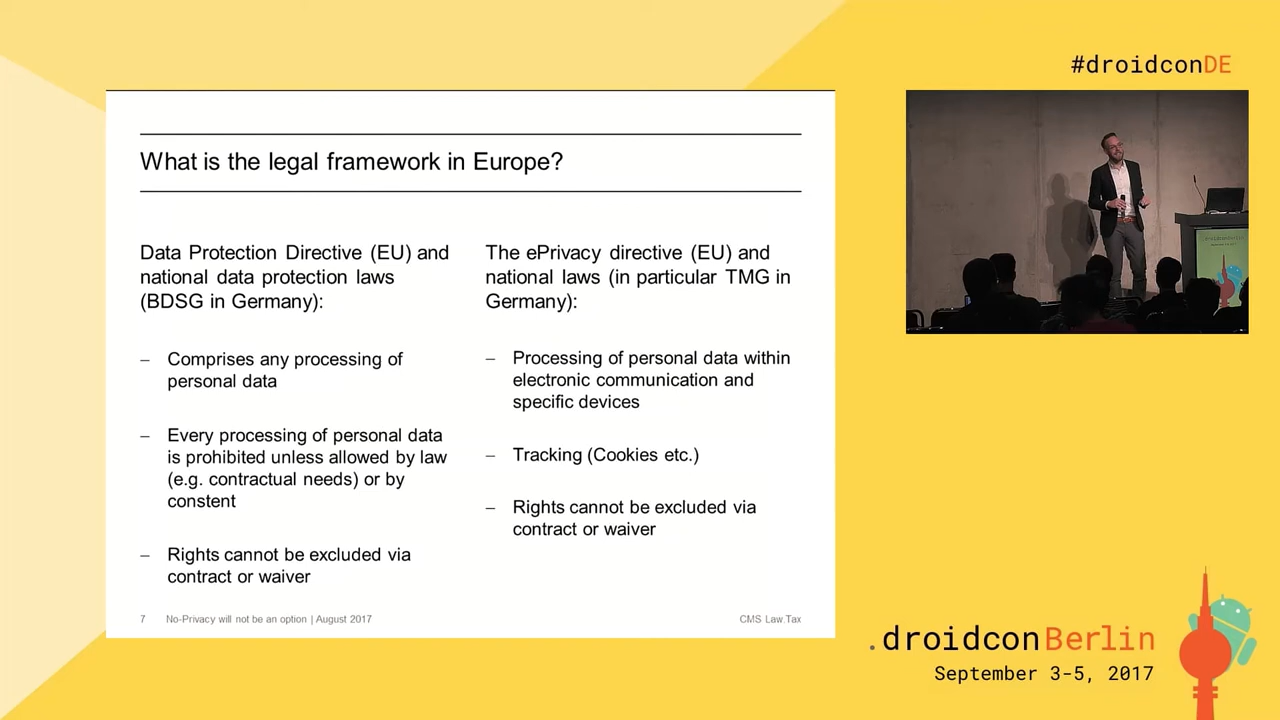 #droidconDE
What is the legal framework in Europe?
Data Protection Directive (EU) and
national data protection laws
(BDSG in Germany):
– Comprises any processing of
personal data
– Every processing of personal data
is prohibited unless allowed by law
(e.g. contractual needs) or by
constent
– Rights cannot be excluded via
contract or waiver
The ePrivacy directive (EU) and
national laws (in particular TMG in
Germany):
– Processing of personal data within
electronic communication and
specific devices
– Tracking (Cookies etc.)
– Rights cannot be excluded via
contract or waiver
7 No-Privacy will not be an option | August 2017
CMS Law.Tax
.droidconBerlin
September 3-5, 2017